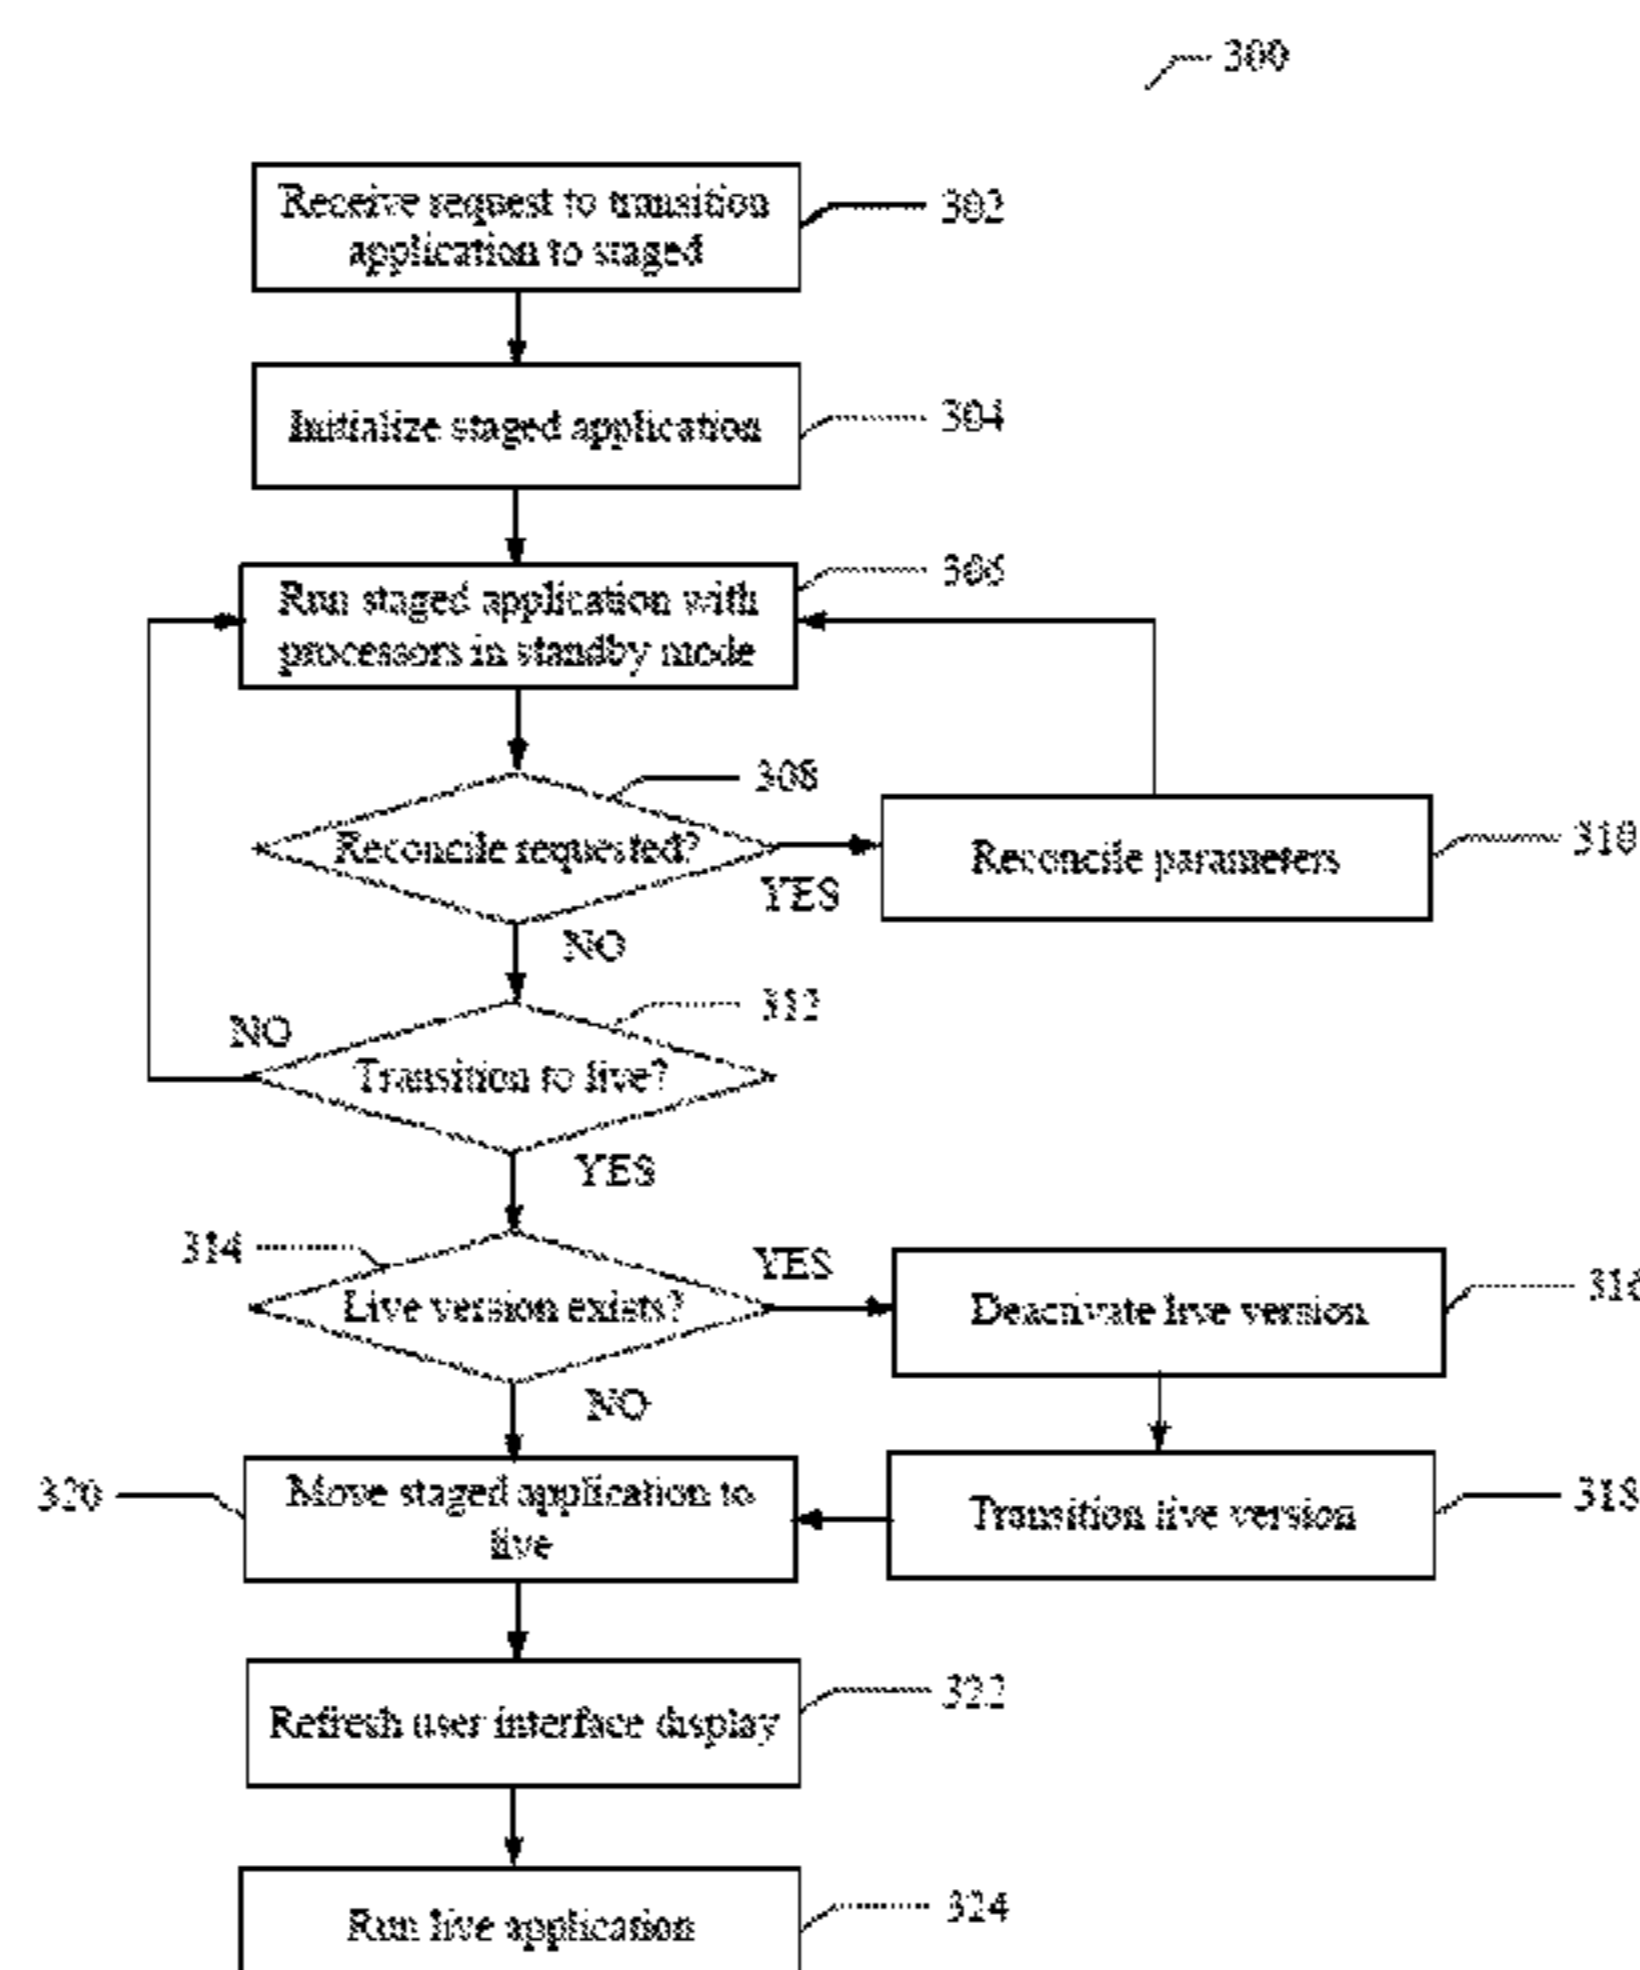 300
Receive request to transition
application to staged
302
Initialize staged application
304
306
Run staged application with
processors in standby mode
308
Reconcile requested?
YES
Reconcile parameters
310
NO
312
NO
Transition to live?
YES
314
Live version exists?
YES
Deactivate live version
316
NO
320
Move staged application to
live
Transition live version
318
Refresh user interface display
322
Run live application
324